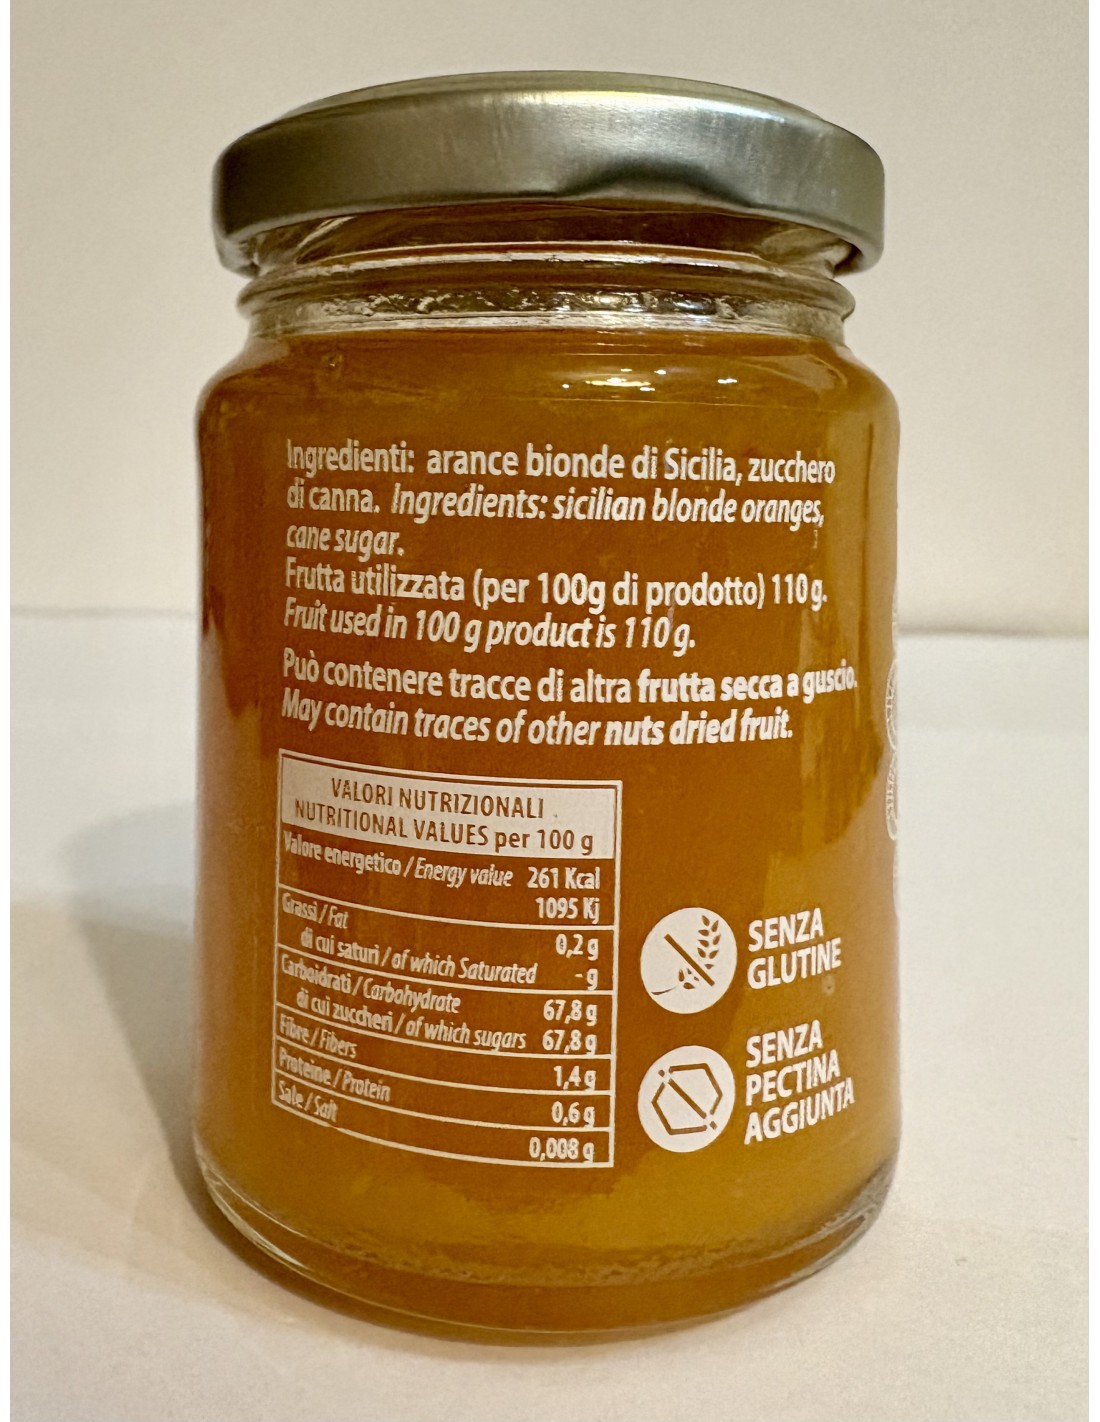 Ingredienti: arance bionde di Sicilia, zucchero
di canna. Ingredients: sicilian blonde oranges,
cane sugar.
Frutta utilizzata (per 100g di prodotto) 110 g.
Fruit used in 100 g product is 110 g.
Può contenere tracce di altra frutta secca a guscio.
May contain traces of other nuts dried fruit.
VALORI NUTRIZIONALI
NUTRITIONAL VALUES per 100 g
Valore energetico / Energy value 261 Kcal
1095 Kj
Grassi / Fat 0,2 g
di cui saturi / of which Saturated - g
Carboidrati / Carbohydrate 67,8 g
di cui zuccheri / of which sugars 67,8 g
Fibre / Fibers 1,4 g
Proteine / Protein 0,6 g
Sale / Salt 0,008 g
SENZA
GLUTINE
SENZA
PECTINA
AGGIUNTA